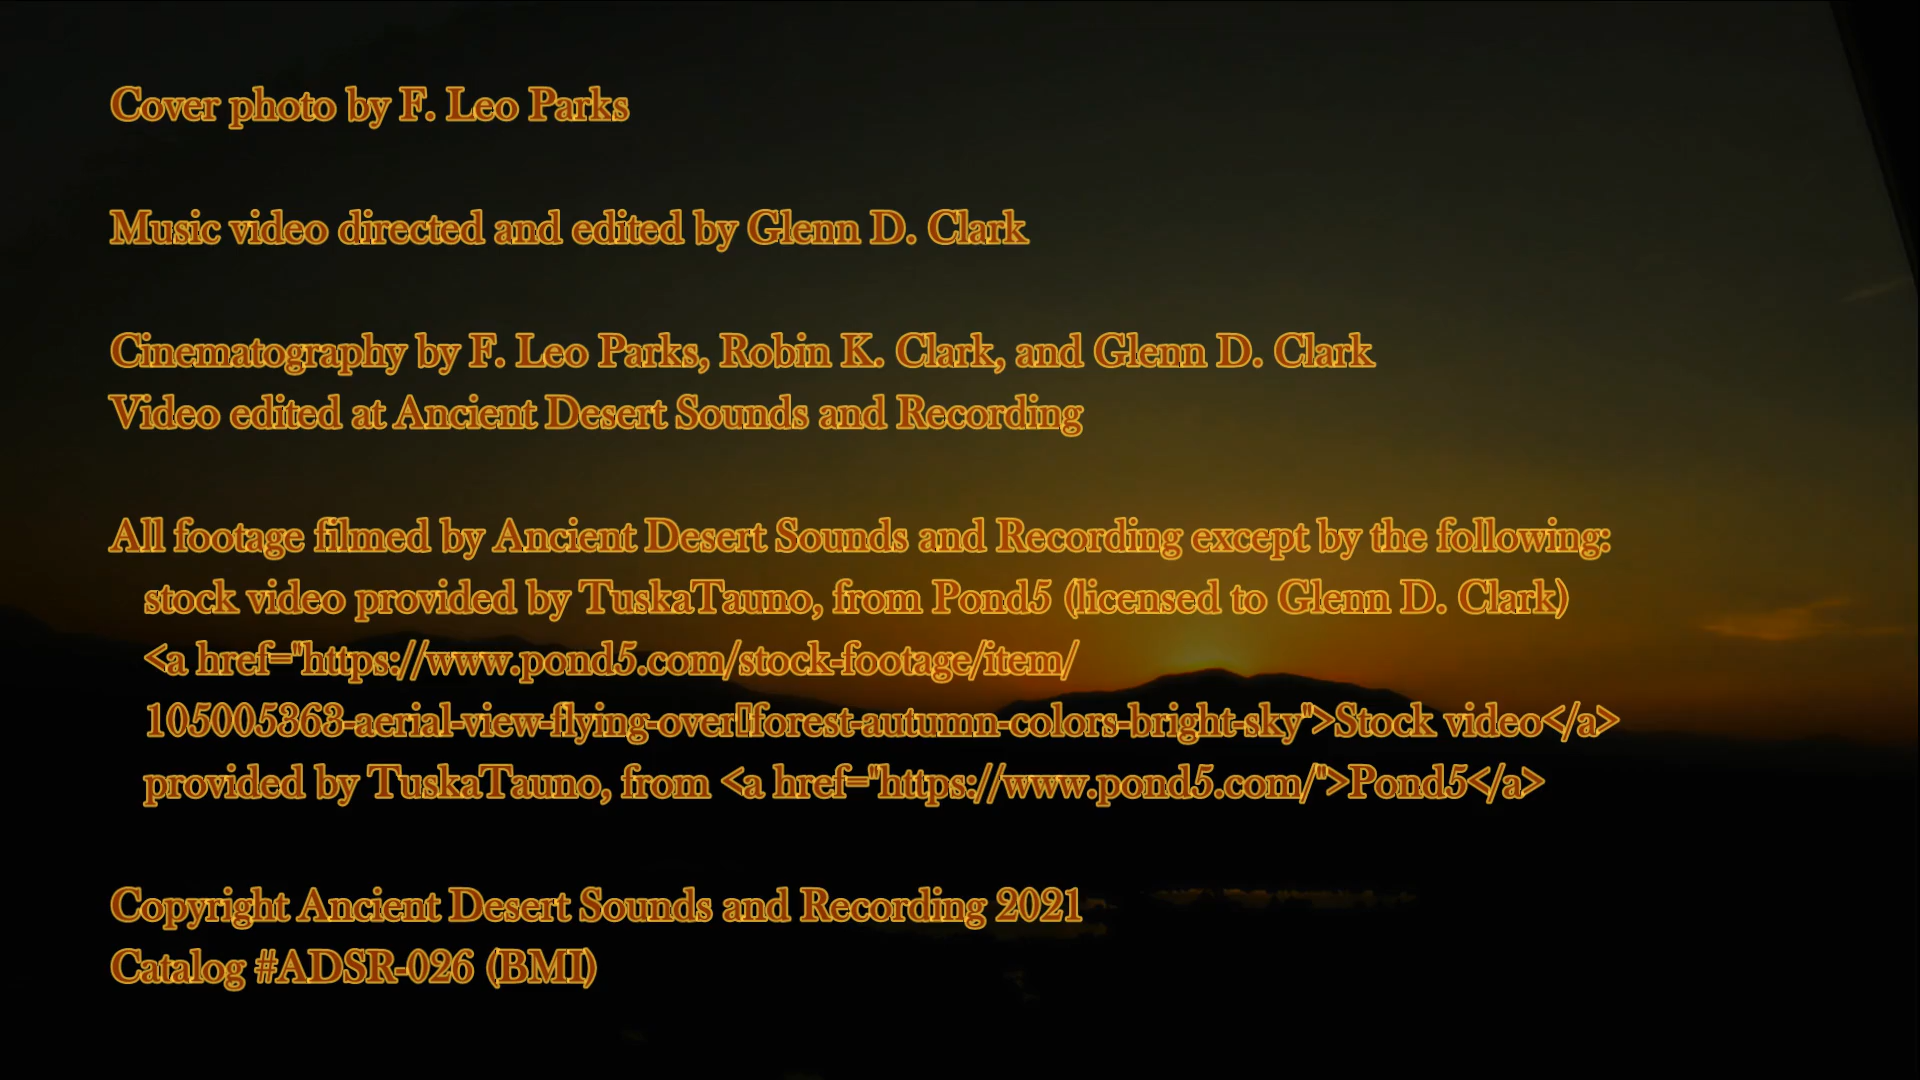 Cover photo by F. Leo Parks
Music video directed and edited by Glenn D. Clark
Cinematography by F. Leo Parks, Robin K. Clark, and Glenn D. Clark
Video edited at Ancient Desert Sounds and Recording
All footage filmed by Ancient Desert Sounds and Recording except by the following:
stock video provided by TuskaTauno, from Pond5 (licensed to Glenn D. Clark)
<a href="https://www.pond5.com/stock-footage/item/
105005363-aerial-view-flying-over▯forest-autumn-colors-bright-sky">Stock video</a>
provided by TuskaTauno, from <a href="https://www.pond5.com/">Pond5</a>
Copyright Ancient Desert Sounds and Recording 2021
Catalog #ADSR-026 (BMI)